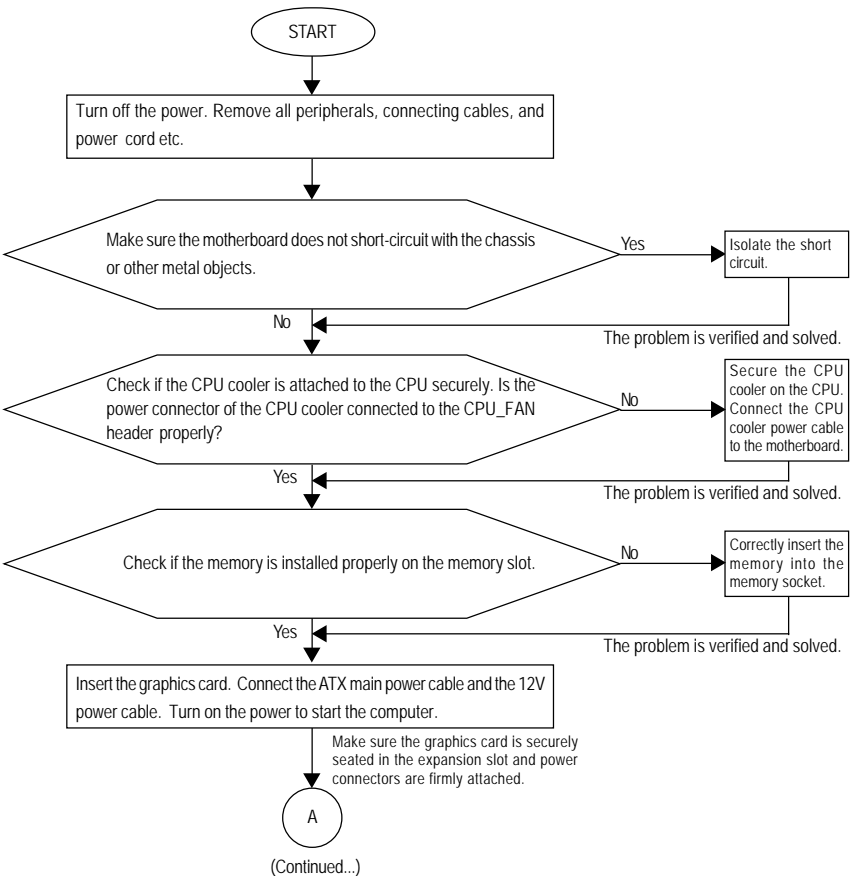 START
Turn off the power. Remove all peripherals, connecting cables, and
power cord etc.
Make sure the motherboard does not short-circuit with the chassis
or other metal objects.
Yes
Isolate the short
circuit.
No
The problem is verified and solved.
Check if the CPU cooler is attached to the CPU securely. Is the
power connector of the CPU cooler connected to the CPU_FAN
header properly?
No
Secure the CPU
cooler on the CPU.
Connect the CPU
cooler power cable
to the motherboard.
Yes
The problem is verified and solved.
Check if the memory is installed properly on the memory slot.
No
Correctly insert the
memory into the
memory socket.
Yes
The problem is verified and solved.
Insert the graphics card. Connect the ATX main power cable and the 12V
power cable. Turn on the power to start the computer.
Make sure the graphics card is securely
seated in the expansion slot and power
connectors are firmly attached.
A
(Continued...)